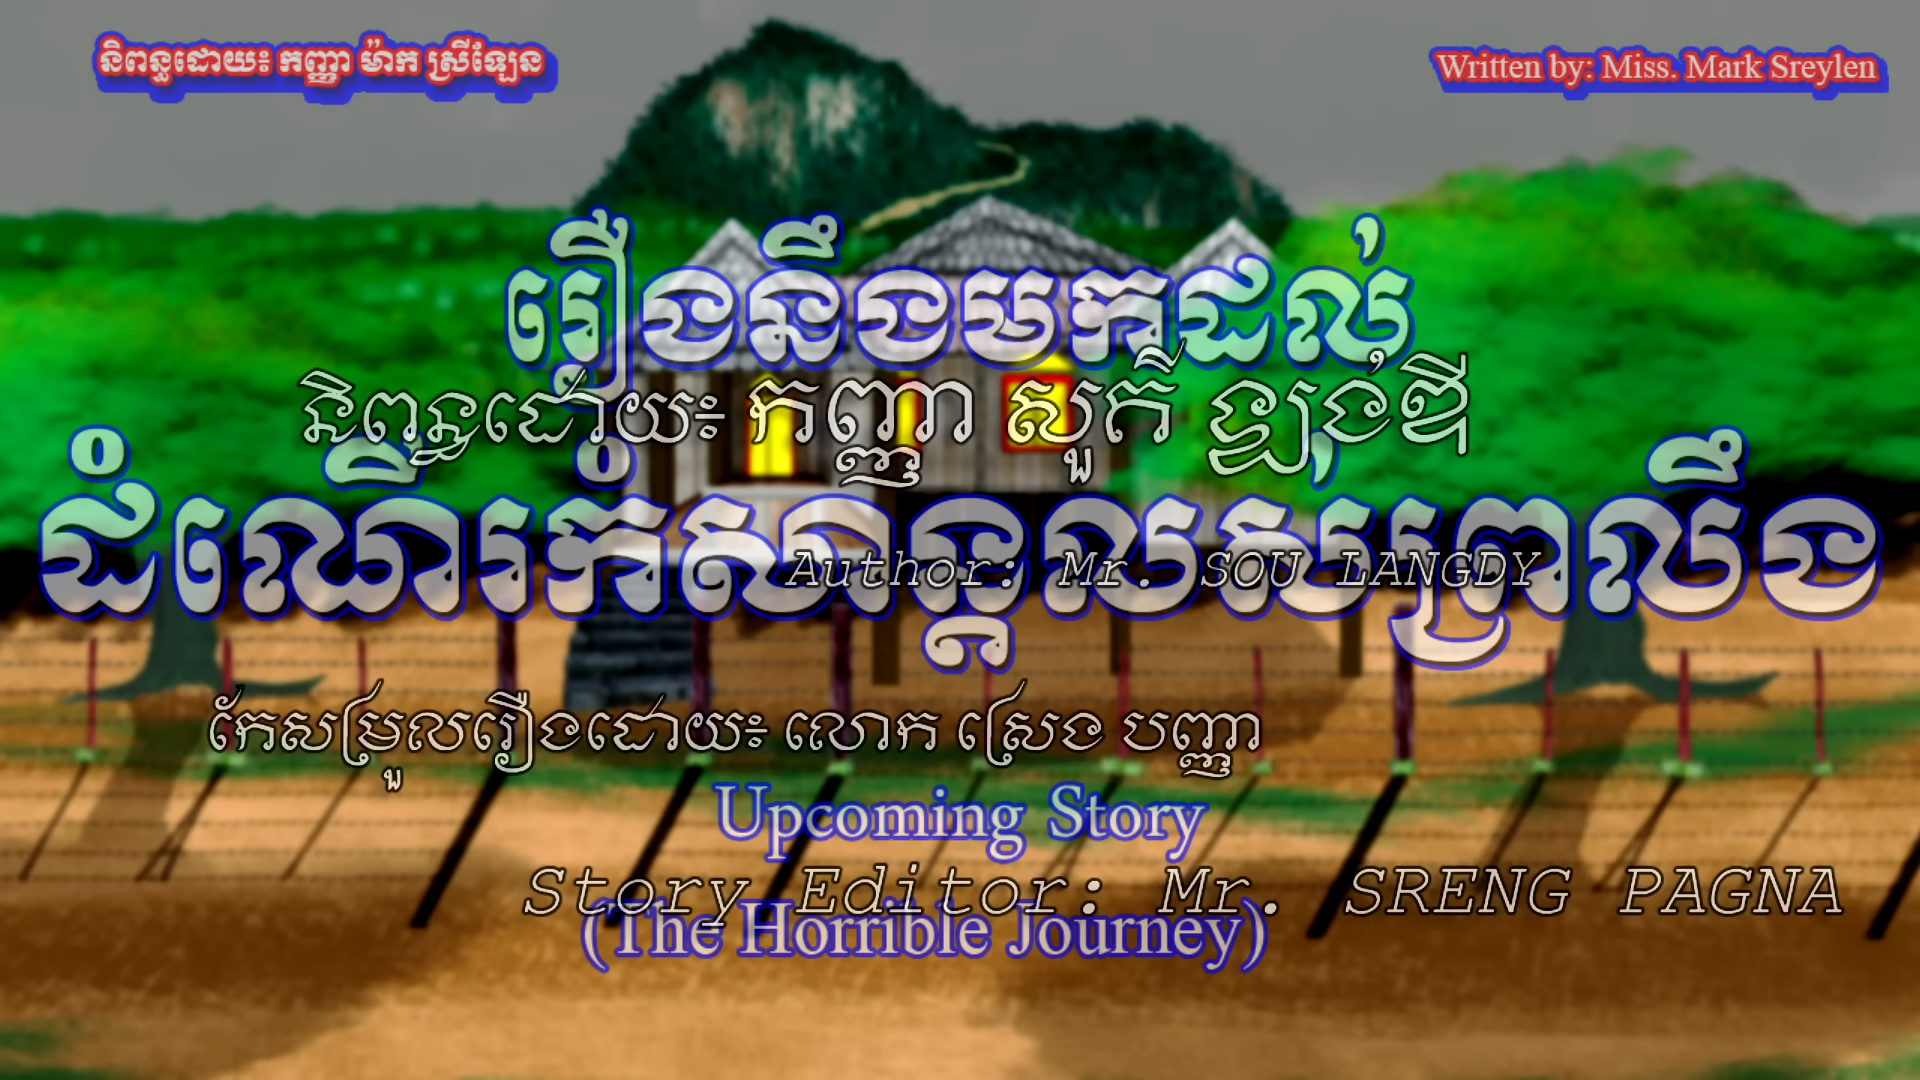 និពន្ធដោយ៖ កញ្ញា ម៉ាក ស្រីឡែន
Written by: Miss. Mark Sreylen
រឿងនឹងមកដល់
និពន្ធដោយ៖ កញ្ញា សួកី ឡុងឌី
ដំណើរកំសាន្តលស់ព្រលឹង
Author: Mr. SOU LANGDY
កែសម្រួលរឿងដោយ៖ លោក ស្រេង បញ្ញា
Upcoming Story
Story Editor: Mr. SRENG PAGNA
(The Horrible Journey)